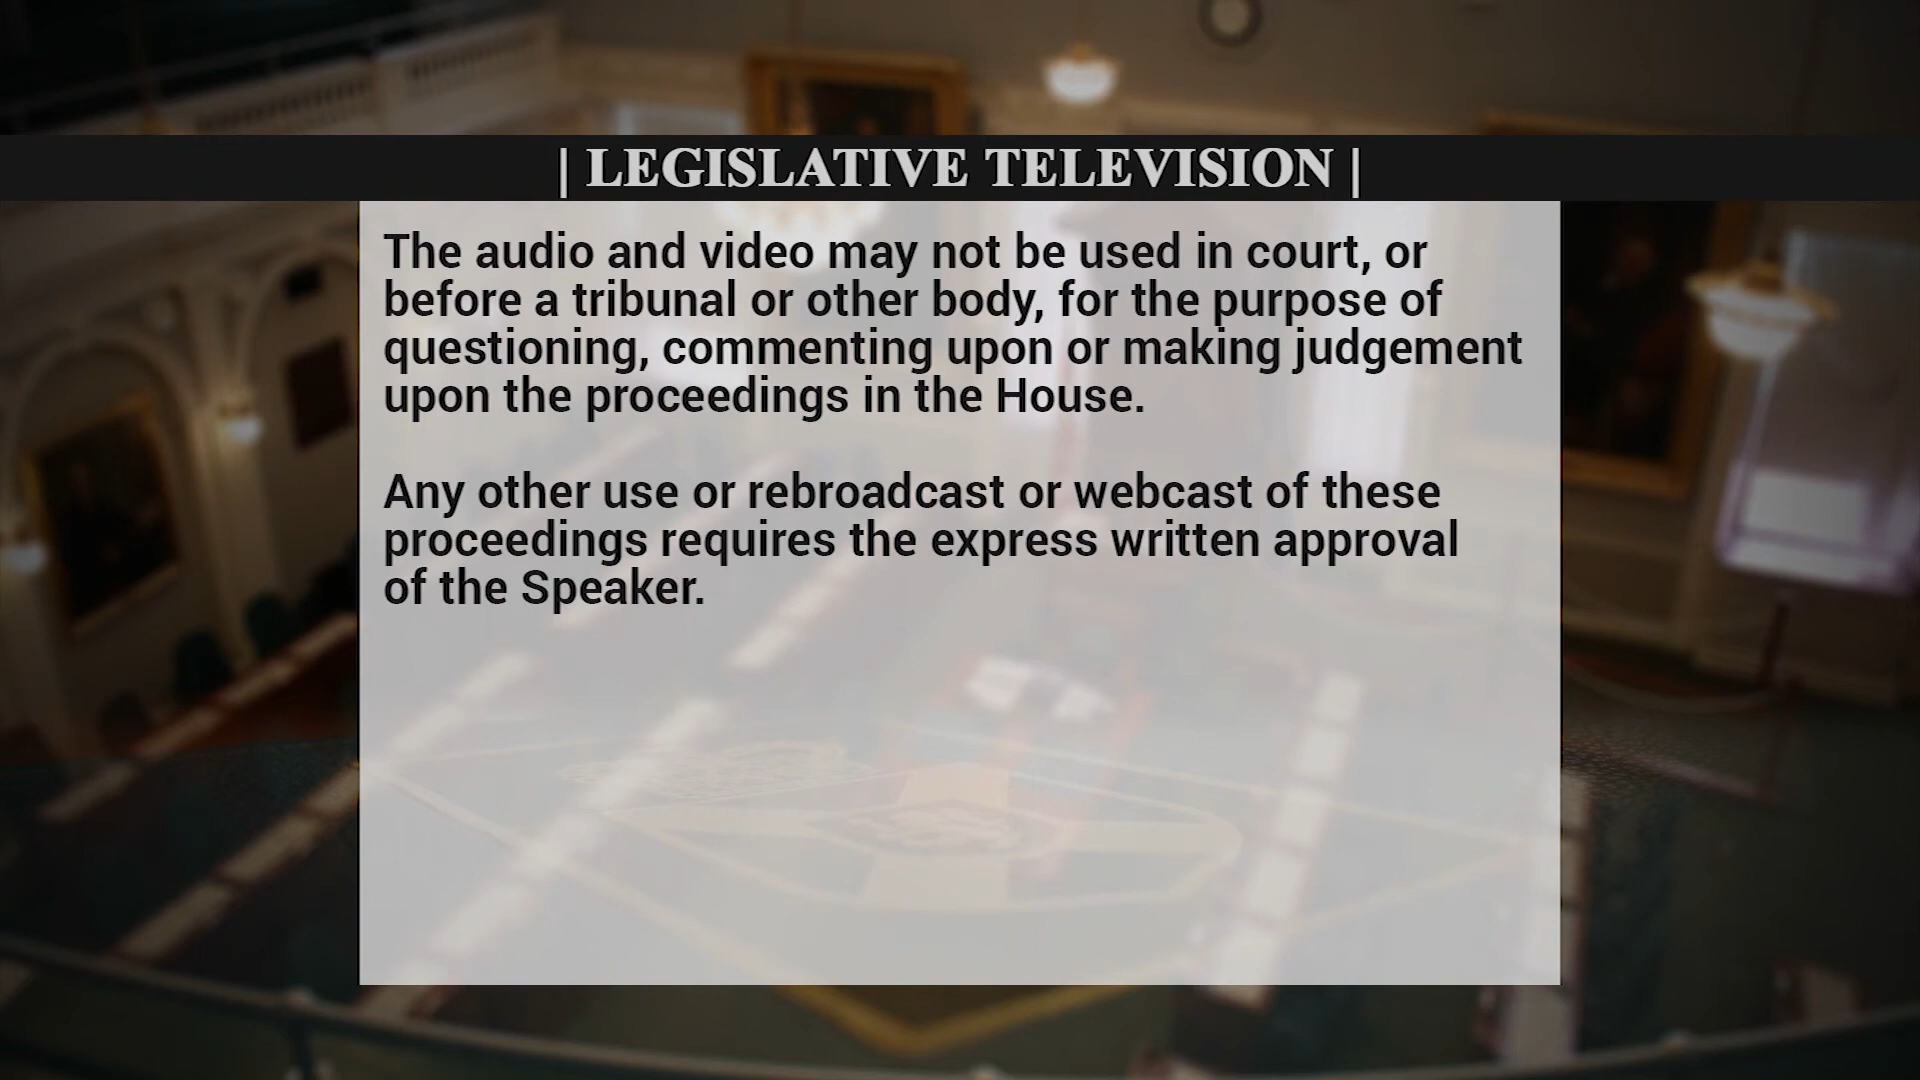 | LEGISLATIVE TELEVISION |
The audio and video may not be used in court, or
before a tribunal or other body, for the purpose of
questioning, commenting upon or making judgement
upon the proceedings in the House.
Any other use or rebroadcast or webcast of these
proceedings requires the express written approval
of the Speaker.